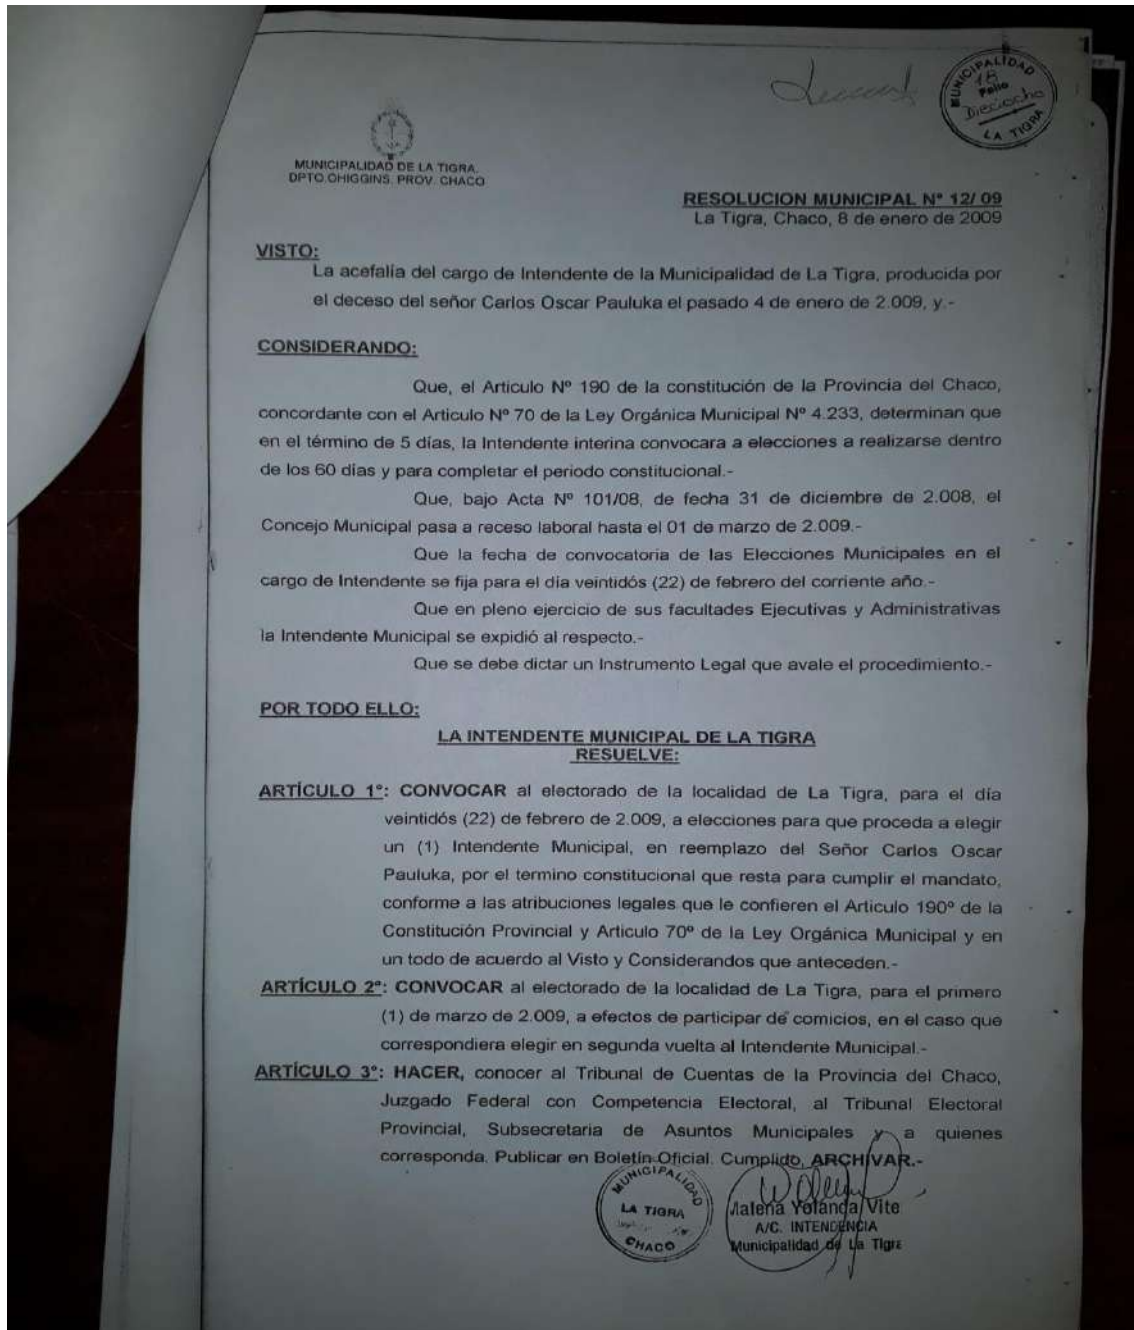 MUNICIPALIDAD
18
Folio
Dieciocho
LA TIGRA
MUNICIPALIDAD DE LA TIGRA.
DPTO.OHIGGINS. PROV. CHACO
RESOLUCION MUNICIPAL Nº 12/ 09
La Tigra, Chaco, 8 de enero de 2009
VISTO:
La acefalía del cargo de Intendente de la Municipalidad de La Tigra, producida por
el deceso del señor Carlos Oscar Pauluka el pasado 4 de enero de 2.009, y.-
CONSIDERANDO:
Que, el Articulo Nº 190 de la constitución de la Provincia del Chaco,
concordante con el Articulo Nº 70 de la Ley Orgánica Municipal Nº 4.233, determinan que
en el término de 5 días, la Intendente interina convocara a elecciones a realizarse dentro
de los 60 días y para completar el periodo constitucional.-
Que, bajo Acta Nº 101/08, de fecha 31 de diciembre de 2.008, el
Concejo Municipal pasa a receso laboral hasta el 01 de marzo de 2.009.-
Que la fecha de convocatoria de las Elecciones Municipales en el
cargo de Intendente se fija para el día veintidós (22) de febrero del corriente año.-
Que en pleno ejercicio de sus facultades Ejecutivas y Administrativas
la Intendente Municipal se expidió al respecto.-
Que se debe dictar un Instrumento Legal que avale el procedimiento.-
POR TODO ELLO:
LA INTENDENTE MUNICIPAL DE LA TIGRA
RESUELVE:
ARTÍCULO 1º: CONVOCAR al electorado de la localidad de La Tigra, para el día
veintidós (22) de febrero de 2.009, a elecciones para que proceda a elegir
un (1) Intendente Municipal, en reemplazo del Señor Carlos Oscar
Pauluka, por el termino constitucional que resta para cumplir el mandato,
conforme a las atribuciones legales que le confieren el Articulo 190º de la
Constitución Provincial y Articulo 70º de la Ley Orgánica Municipal y en
un todo de acuerdo al Visto y Considerandos que anteceden.-
ARTÍCULO 2º: CONVOCAR al electorado de la localidad de La Tigra, para el primero
(1) de marzo de 2.009, a efectos de participar de comicios, en el caso que
correspondiera elegir en segunda vuelta al Intendente Municipal.-
ARTÍCULO 3º: HACER, conocer al Tribunal de Cuentas de la Provincia del Chaco,
Juzgado Federal con Competencia Electoral, al Tribunal Electoral
Provincial, Subsecretaria de Asuntos Municipales y a quienes
corresponda. Publicar en Boletín Oficial. Cumplido, ARCHIVAR.-
MUNICIPALIDAD
LA TIGRA
CHACO
Malena Yolanda Vite
A/C. INTENDENCIA
Municipalidad de La Tigra